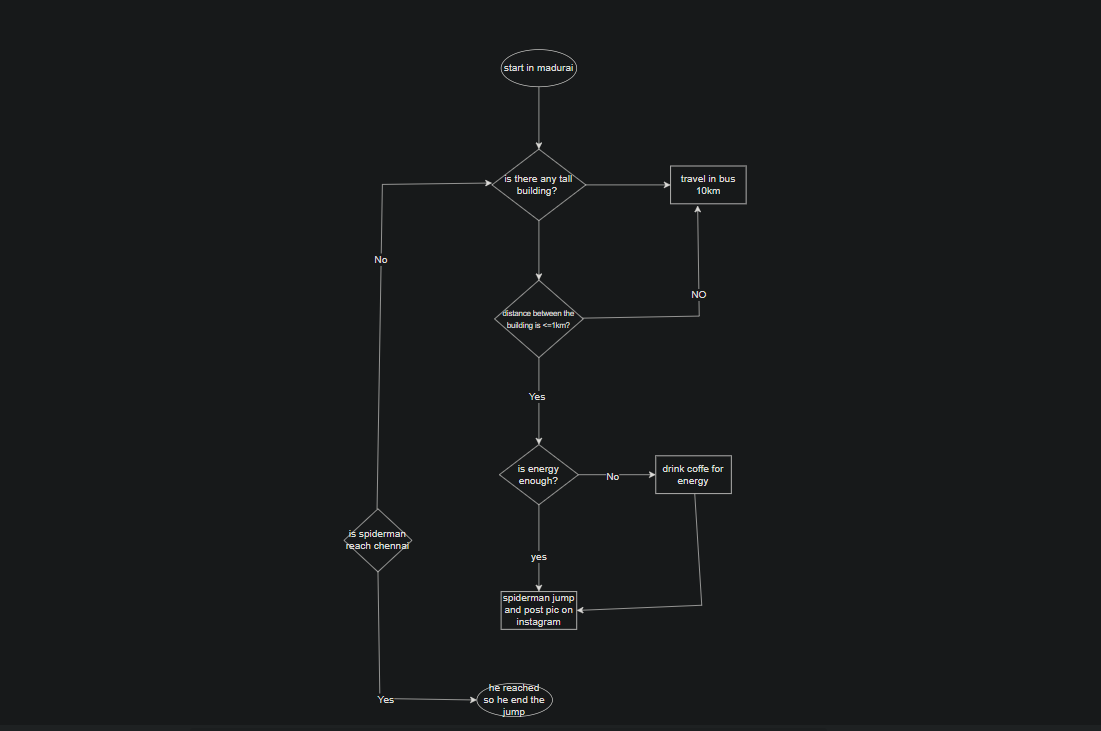 start in madurai
is there any tall
building?
travel in bus
10km
No
NO
distance between the
building is <=1km?
Yes
is energy
enough?
No
drink coffe for
energy
is spiderman
reach chennai
yes
spiderman jump
and post pic on
instagram
Yes
he reached
so he end the
jump